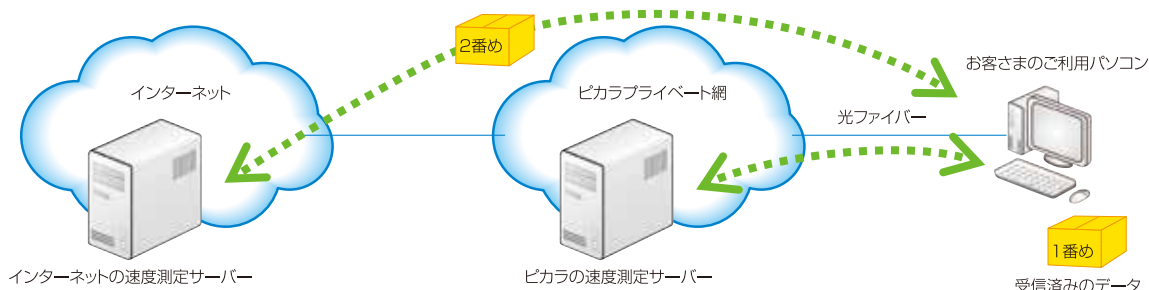 2番め
お客さまのご利用パソコン
インターネット
ピカラプライベート網
光ファイバー
1番め
インターネットの速度測定サーバー
ピカラの速度測定サーバー
受信済みのデータ